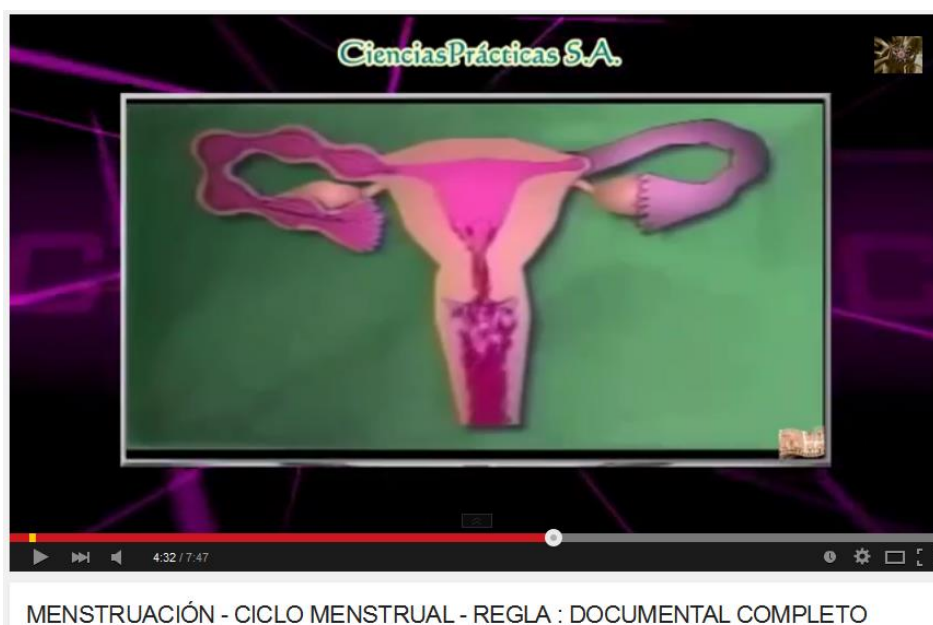 CienciasPrácticas S.A.
4:32 / 7:47
MENSTRUACIÓN - CICLO MENSTRUAL - REGLA : DOCUMENTAL COMPLETO